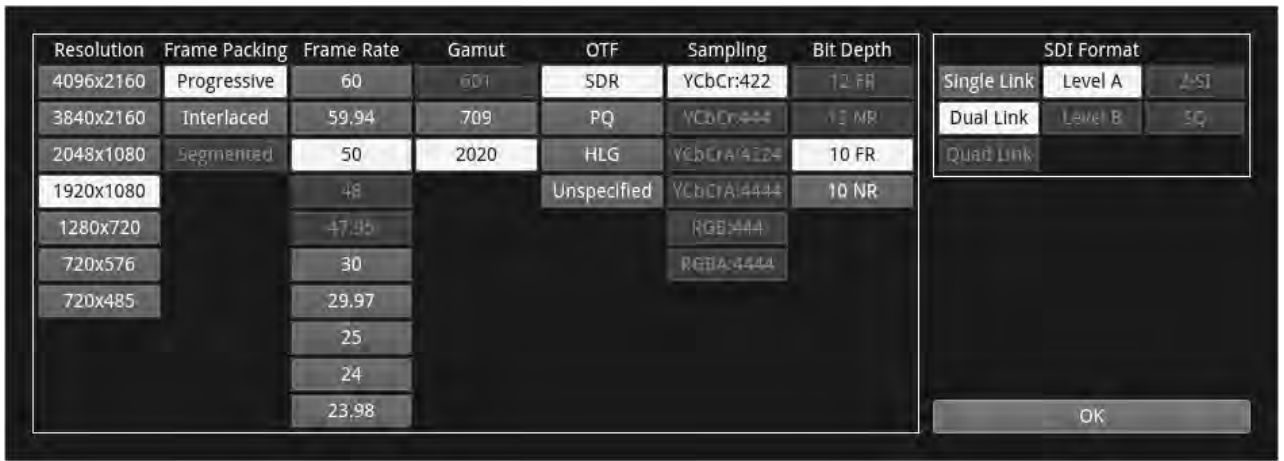 Resolution Frame Packing Frame Rate Gamut OTF Sampling Bit Depth SDI Format
4096x2160 Progressive 60 601 SDR YCbCr:422 12 FR Single Link Level A 2-SI
3840x2160 Interlaced 59.94 709 PQ YCbCr:444 12 NR Dual Link Level B SQ
2048x1080 Segmented 50 2020 HLG YCbCrA:4224 10 FR Quad Link
1920x1080 48 Unspecified YCbCrA:4444 10 NR
1280x720 47.95 RGB:444
720x576 30 RGBA:4444
720x485 29.97
25
24
23.98 OK